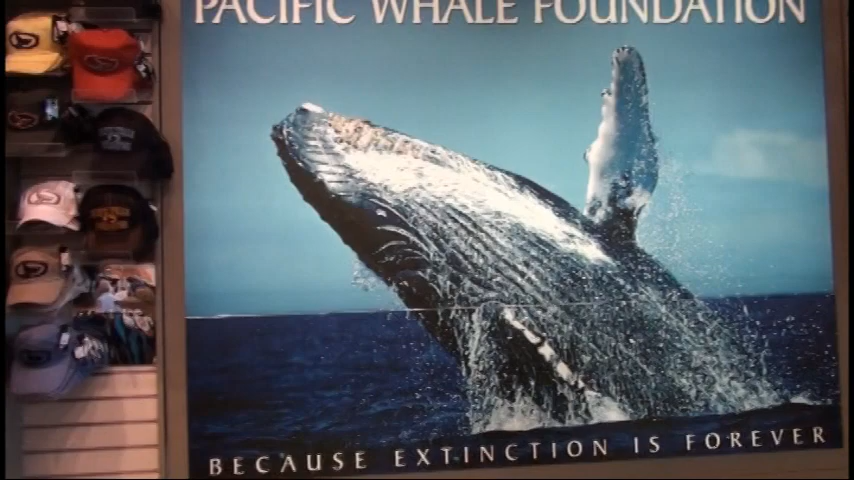 PACIFIC WHALE FOUNDATION
BECAUSE EXTINCTION IS FOREVER